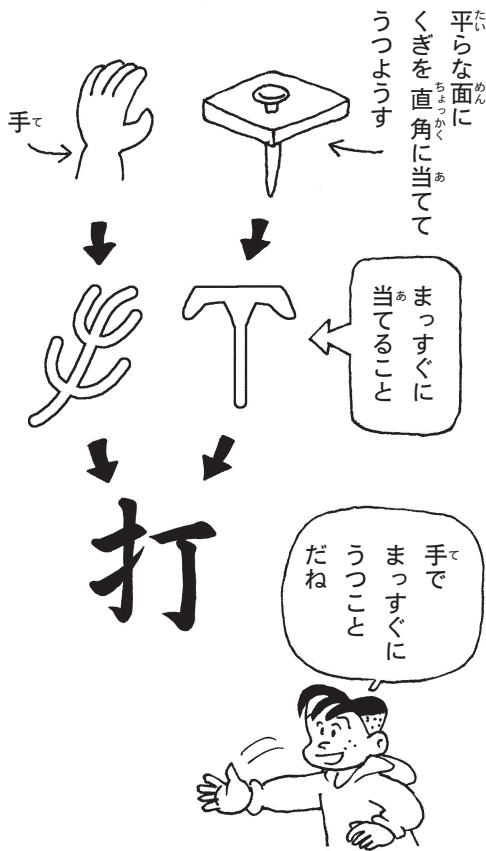 平らな面に
くぎを直角に当てて
うつようす
手
まっすぐに
当てること
打
手で
まっすぐに
うつこと
だね